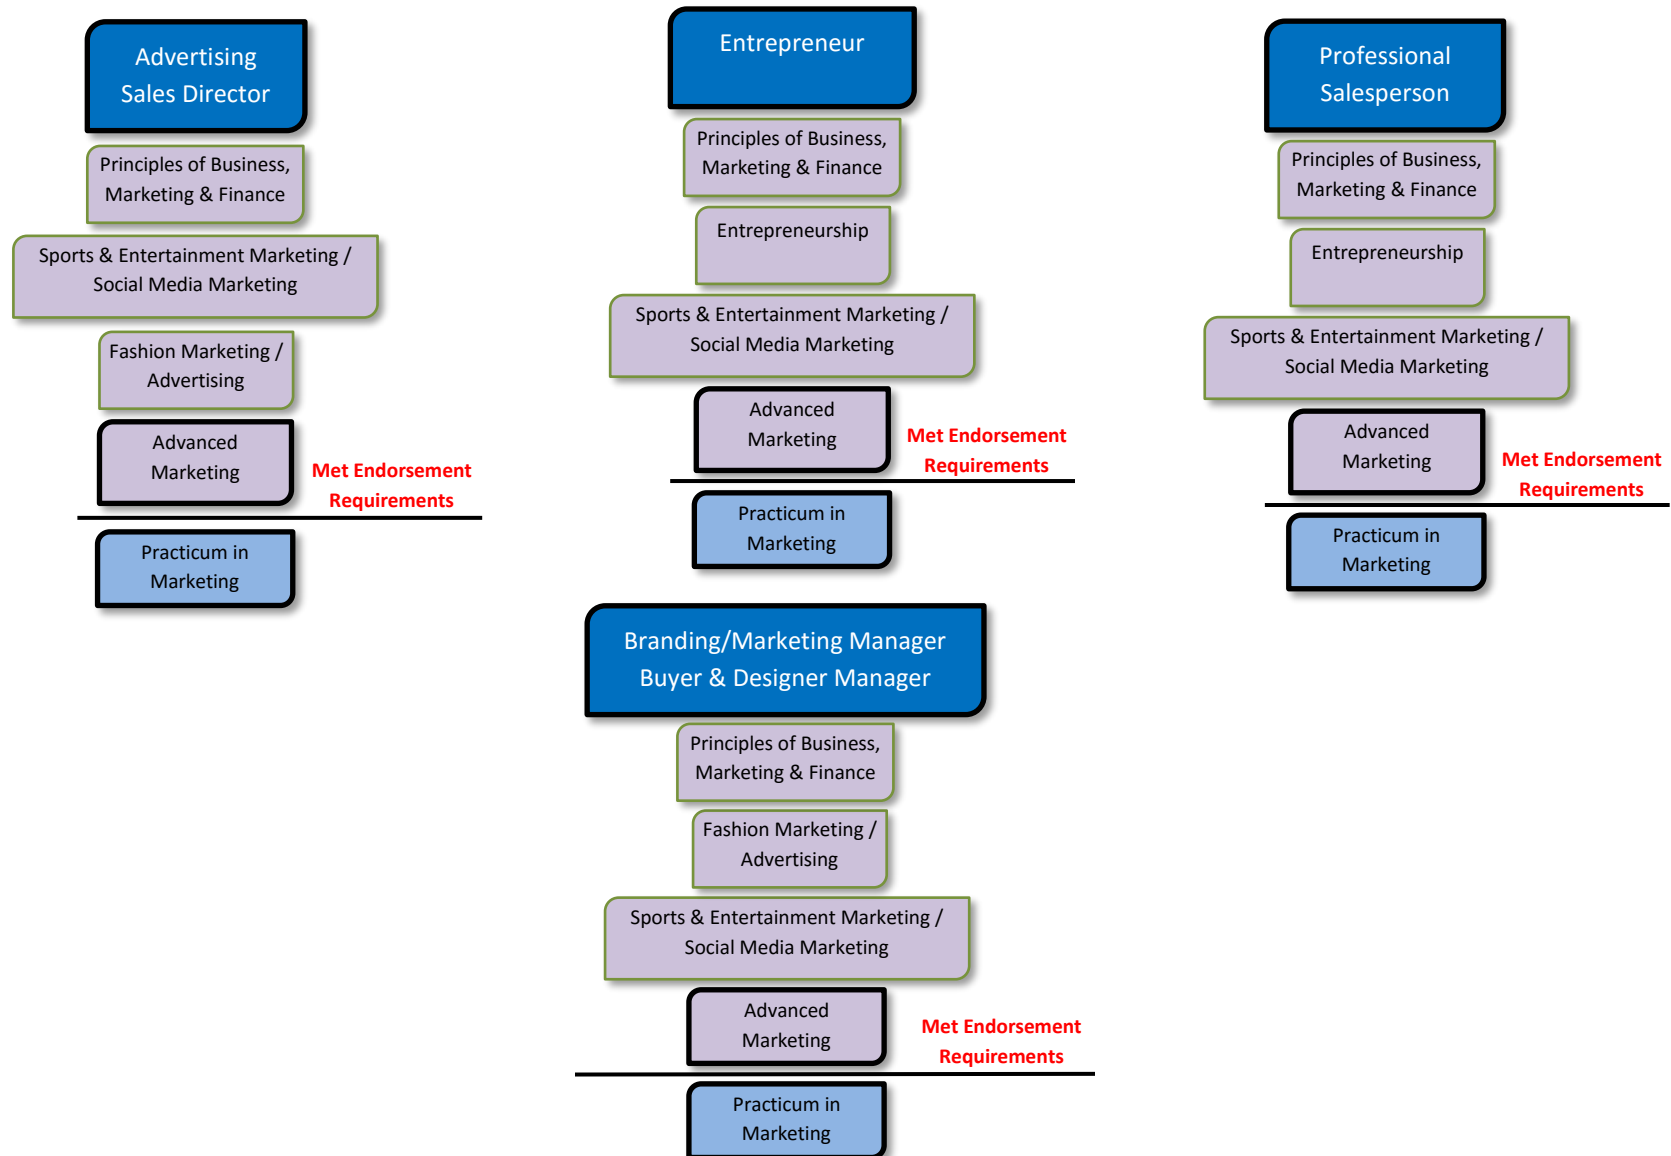 Advertising
Sales Director
Principles of Business,
Marketing & Finance
Sports & Entertainment Marketing /
Social Media Marketing
Fashion Marketing /
Advertising
Advanced
Marketing
Met Endorsement
Requirements
Practicum in
Marketing
Entrepreneur
Principles of Business,
Marketing & Finance
Entrepreneurship
Sports & Entertainment Marketing /
Social Media Marketing
Advanced
Marketing
Met Endorsement
Requirements
Practicum in
Marketing
Professional
Salesperson
Principles of Business,
Marketing & Finance
Entrepreneurship
Sports & Entertainment Marketing /
Social Media Marketing
Advanced
Marketing
Met Endorsement
Requirements
Practicum in
Marketing
Branding/Marketing Manager
Buyer & Designer Manager
Principles of Business,
Marketing & Finance
Fashion Marketing /
Advertising
Sports & Entertainment Marketing /
Social Media Marketing
Advanced
Marketing
Met Endorsement
Requirements
Practicum in
Marketing